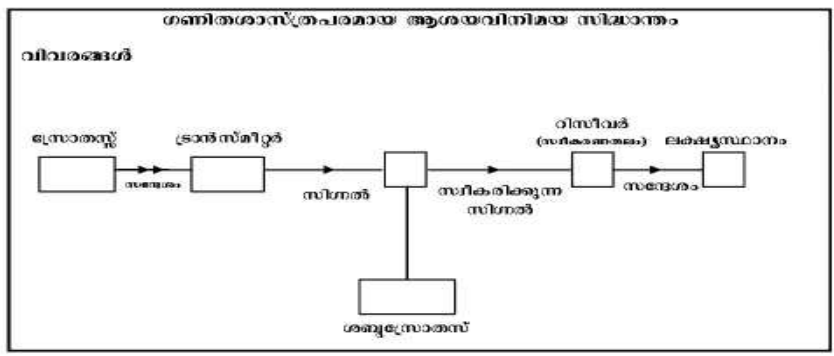 ഗണിതശാസ്ത്രപരമായ ആശയവിനിമയ സിദ്ധാന്തം
വിവരങ്ങൾ
സ്രോതസ്സ്
ട്രാൻസ്മീറ്റർ
റിസീവർ
(സ്വീകരണതലം)
ലക്ഷ്യസ്ഥാനം
സന്ദേശം
സിഗ്നൽ
സ്വീകരിക്കുന്ന
സിഗ്നൽ
സന്ദേശം
ശബ്ദസ്രോതസ്